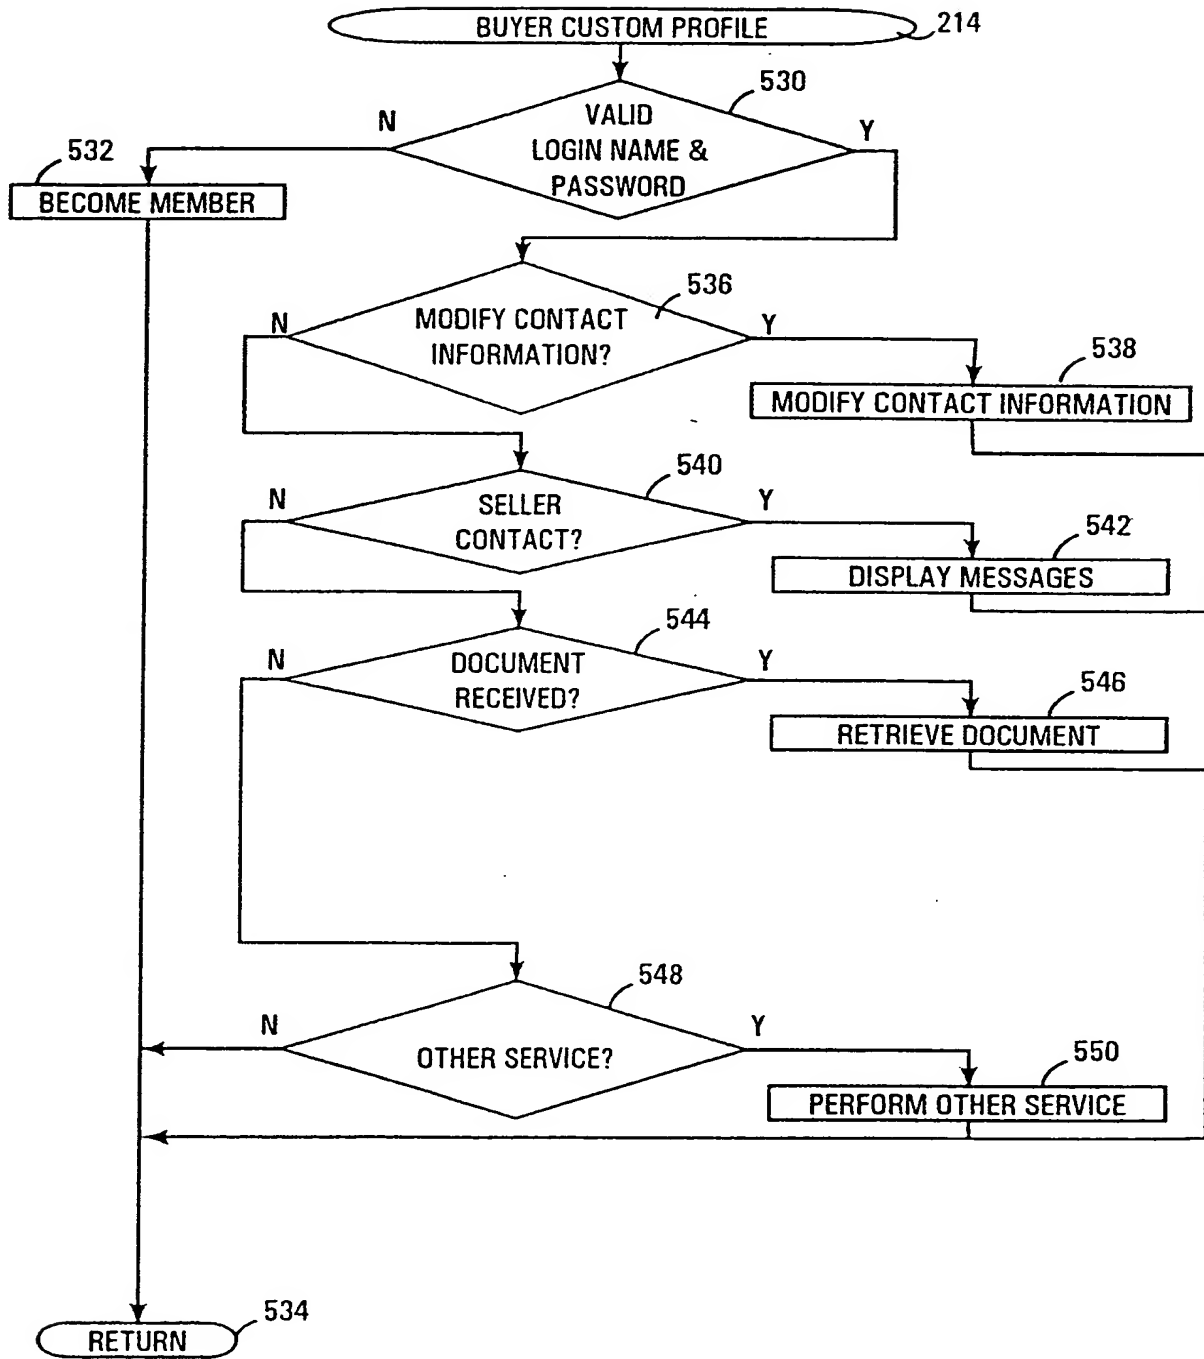 BUYER CUSTOM PROFILE
214
530
VALID
LOGIN NAME &
PASSWORD
N
Y
532
BECOME MEMBER
536
MODIFY CONTACT
INFORMATION?
N
Y
538
MODIFY CONTACT INFORMATION
540
SELLER
CONTACT?
N
Y
542
DISPLAY MESSAGES
544
DOCUMENT
RECEIVED?
N
Y
546
RETRIEVE DOCUMENT
548
OTHER SERVICE?
N
Y
550
PERFORM OTHER SERVICE
534
RETURN